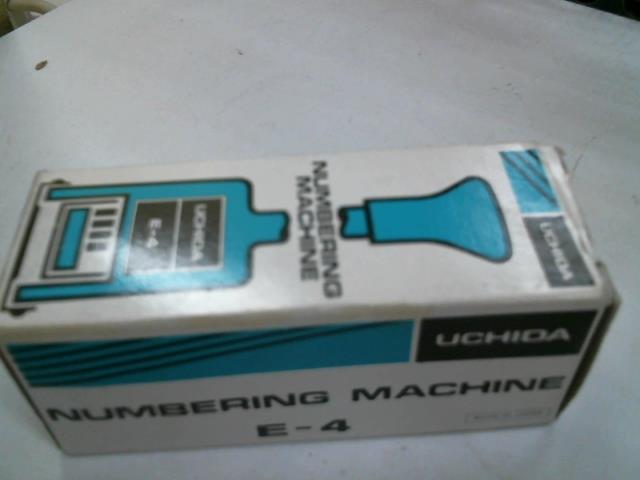 UCHIDA
NUMBERING
MACHINE
UCHIDA
E-4
UCHIDA
NUMBERING MACHINE
E-4